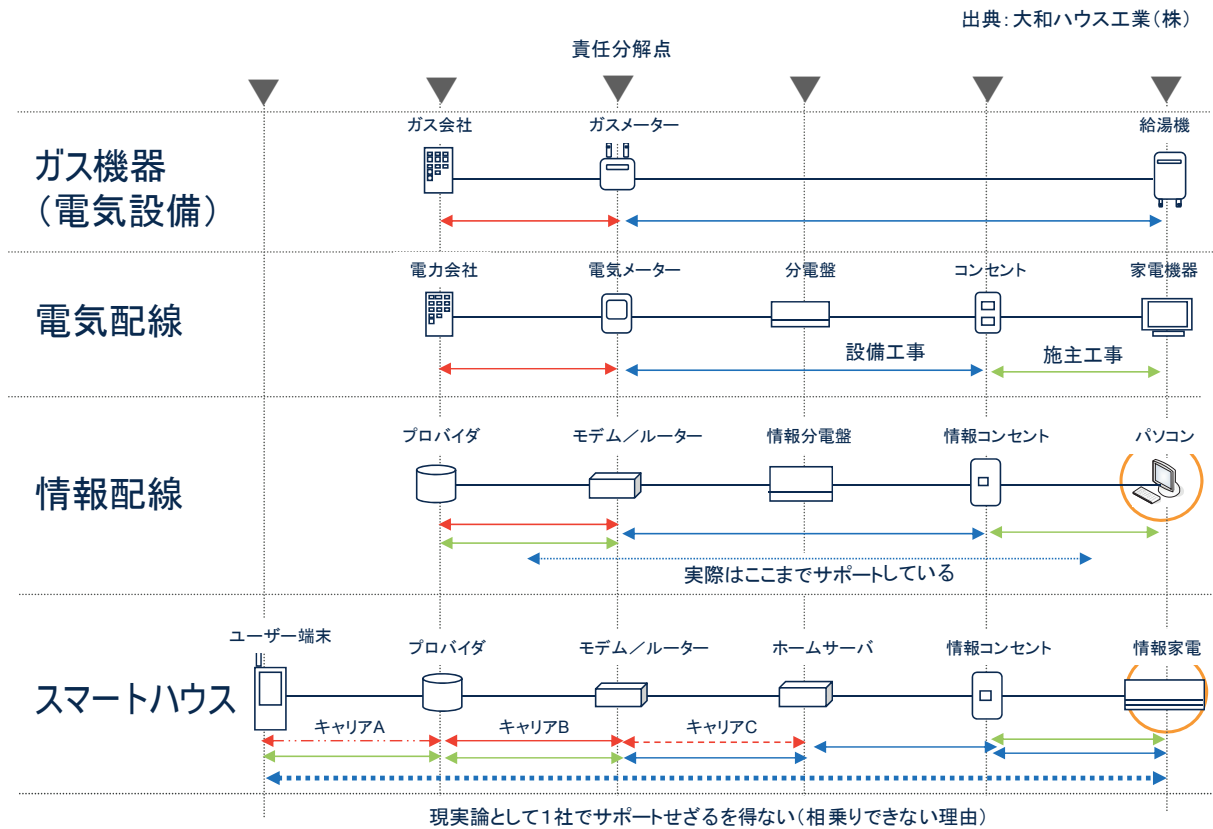 出典：大和ハウス工業（株）
責任分解点
ガス会社
ガスメーター
給湯機
ガス機器
（電気設備）
電力会社
電気メーター
分電盤
コンセント
家電機器
電気配線
設備工事
施主工事
プロバイダ
モデム／ルーター
情報分電盤
情報コンセント
パソコン
情報配線
実際はここまでサポートしている
ユーザー端末
プロバイダ
モデム／ルーター
ホームサーバ
情報コンセント
情報家電
スマートハウス
キャリアA
キャリアB
キャリアC
現実論として１社でサポートせざるを得ない（相乗りできない理由）